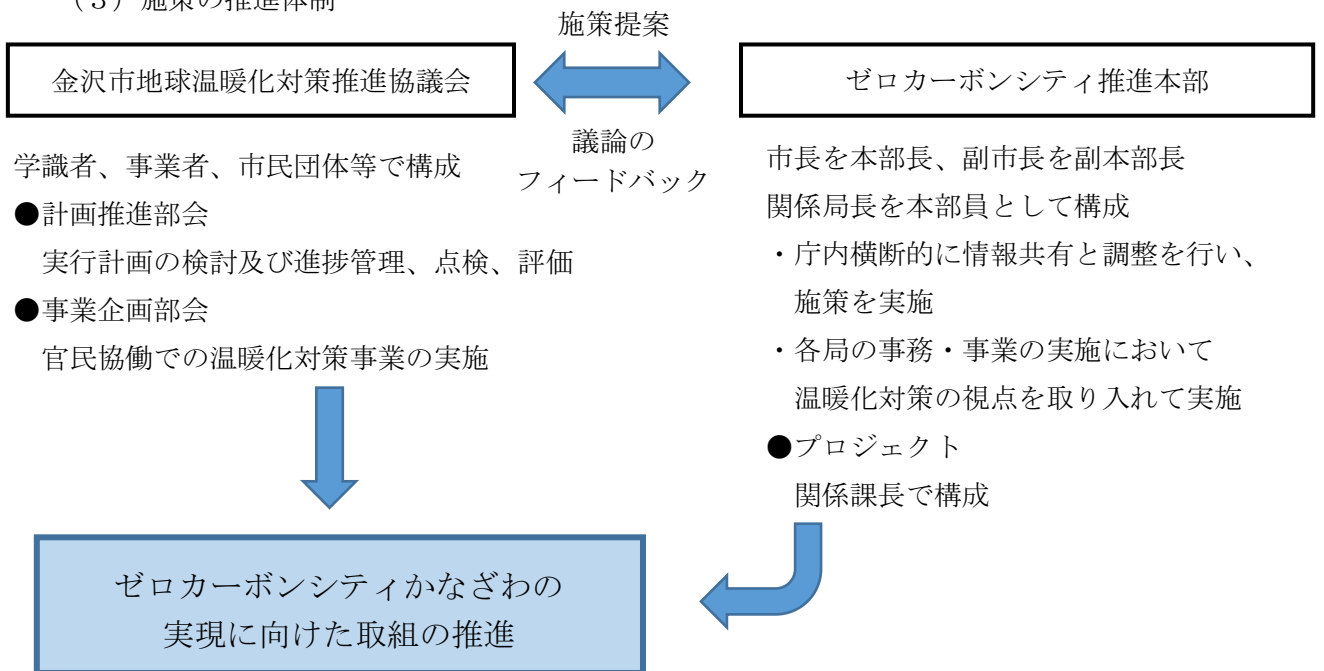 （３）施策の推進体制
施策提案
金沢市地球温暖化対策推進協議会
ゼロカーボンシティ推進本部
議論の
フィードバック
学識者、事業者、市民団体等で構成
●計画推進部会
実行計画の検討及び進捗管理、点検、評価
●事業企画部会
官民協働での温暖化対策事業の実施
市長を本部長、副市長を副本部長
関係局長を本部員として構成
・庁内横断的に情報共有と調整を行い、
施策を実施
・各局の事務・事業の実施において
温暖化対策の視点を取り入れて実施
●プロジェクト
関係課長で構成
ゼロカーボンシティかなざわの
実現に向けた取組の推進